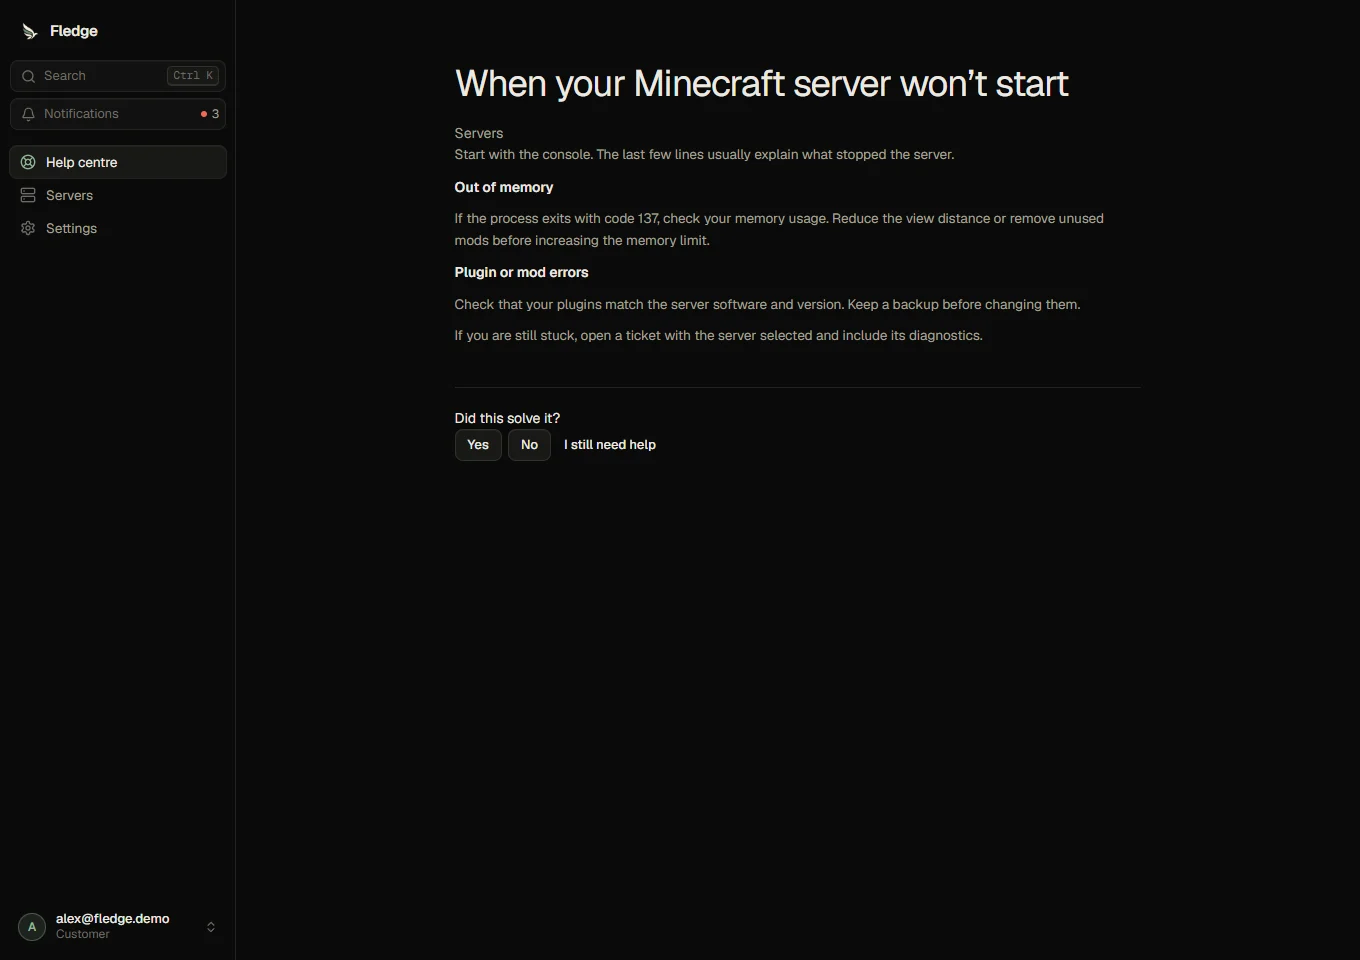 Fledge
Search Ctrl K
Notifications 3
Help centre
Servers
Settings
When your Minecraft server won’t start
Servers
Start with the console. The last few lines usually explain what stopped the server.
Out of memory
If the process exits with code 137, check your memory usage. Reduce the view distance or remove unused
mods before increasing the memory limit.
Plugin or mod errors
Check that your plugins match the server software and version. Keep a backup before changing them.
If you are still stuck, open a ticket with the server selected and include its diagnostics.
Did this solve it?
Yes No I still need help
A alex@fledge.demo
Customer